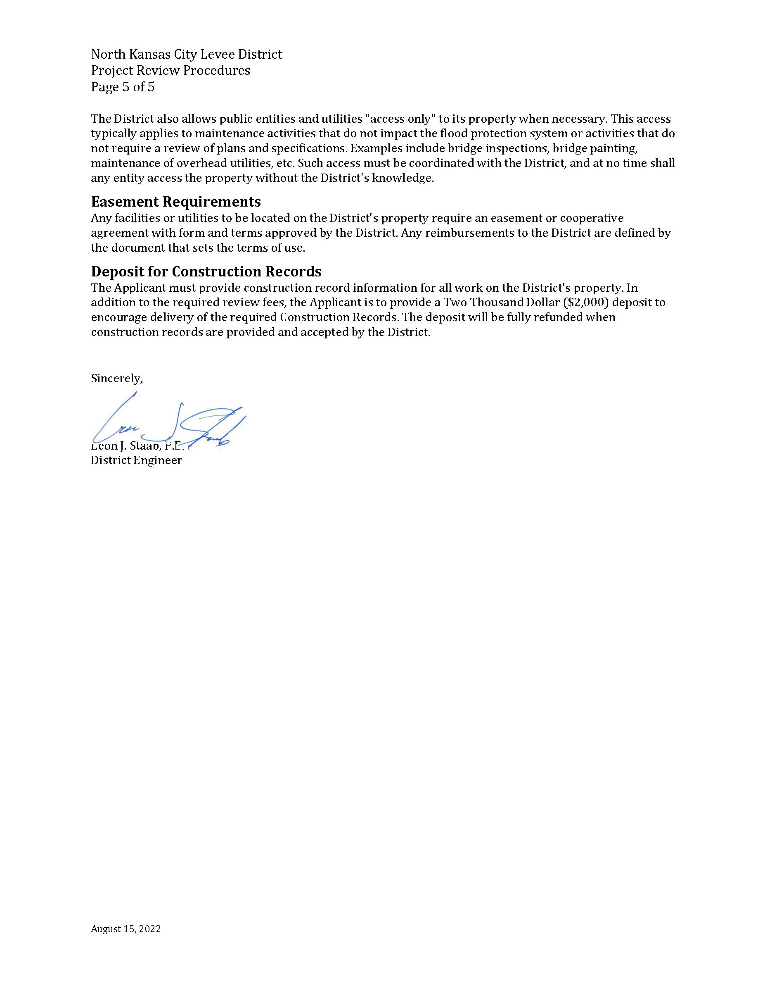 North Kansas City Levee District
Project Review Procedures
Page 5 of 5
The District also allows public entities and utilities "access only" to its property when necessary. This access
typically applies to maintenance activities that do not impact the flood protection system or activities that do
not require a review of plans and specifications. Examples include bridge inspections, bridge painting,
maintenance of overhead utilities, etc. Such access must be coordinated with the District, and at no time shall
any entity access the property without the District's knowledge.
Easement Requirements
Any facilities or utilities to be located on the District's property require an easement or cooperative
agreement with form and terms approved by the District. Any reimbursements to the District are defined by
the document that sets the terms of use.
Deposit for Construction Records
The Applicant must provide construction record information for all work on the District's property. In
addition to the required review fees, the Applicant is to provide a Two Thousand Dollar ($2,000) deposit to
encourage delivery of the required Construction Records. The deposit will be fully refunded when
construction records are provided and accepted by the District.
Sincerely,
Leon J Staab
Leon J. Staab, P.E.
District Engineer
August 15, 2022